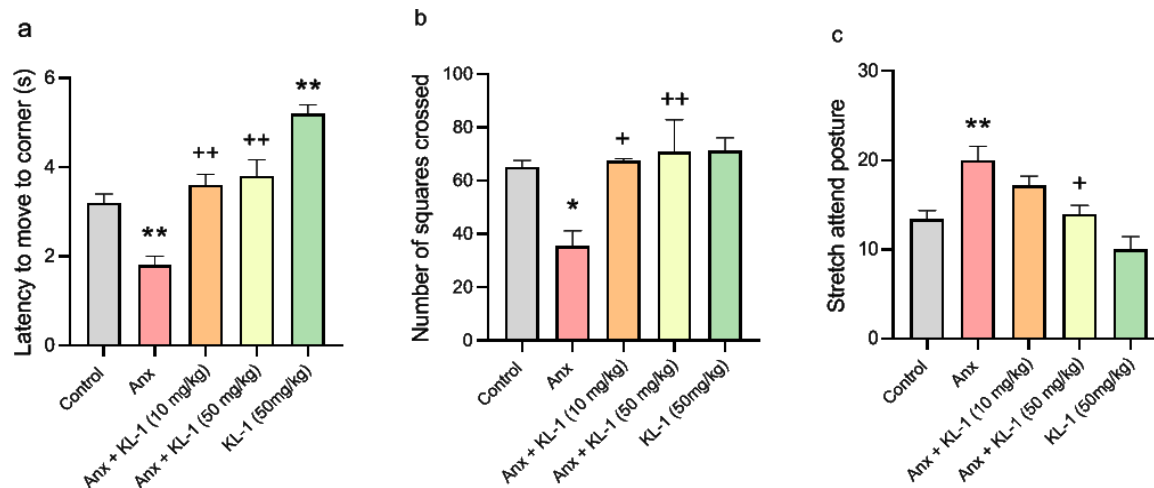 a
Latency to move to corner (s)
6
4
2
0
**
++
++
**
Control
Anx
Anx + KL-1 (10 mg/kg)
Anx + KL-1 (50 mg/kg)
KL-1 (50mg/kg)
b
Number of squares crossed
100
80
60
40
20
0
*
+
++
Control
Anx
Anx + KL-1 (10 mg/kg)
Anx + KL-1 (50 mg/kg)
KL-1 (50mg/kg)
c
Stretch attend posture
30
20
10
0
**
+
Control
Anx
Anx + KL-1 (10 mg/kg)
Anx + KL-1 (50 mg/kg)
KL-1 (50mg/kg)